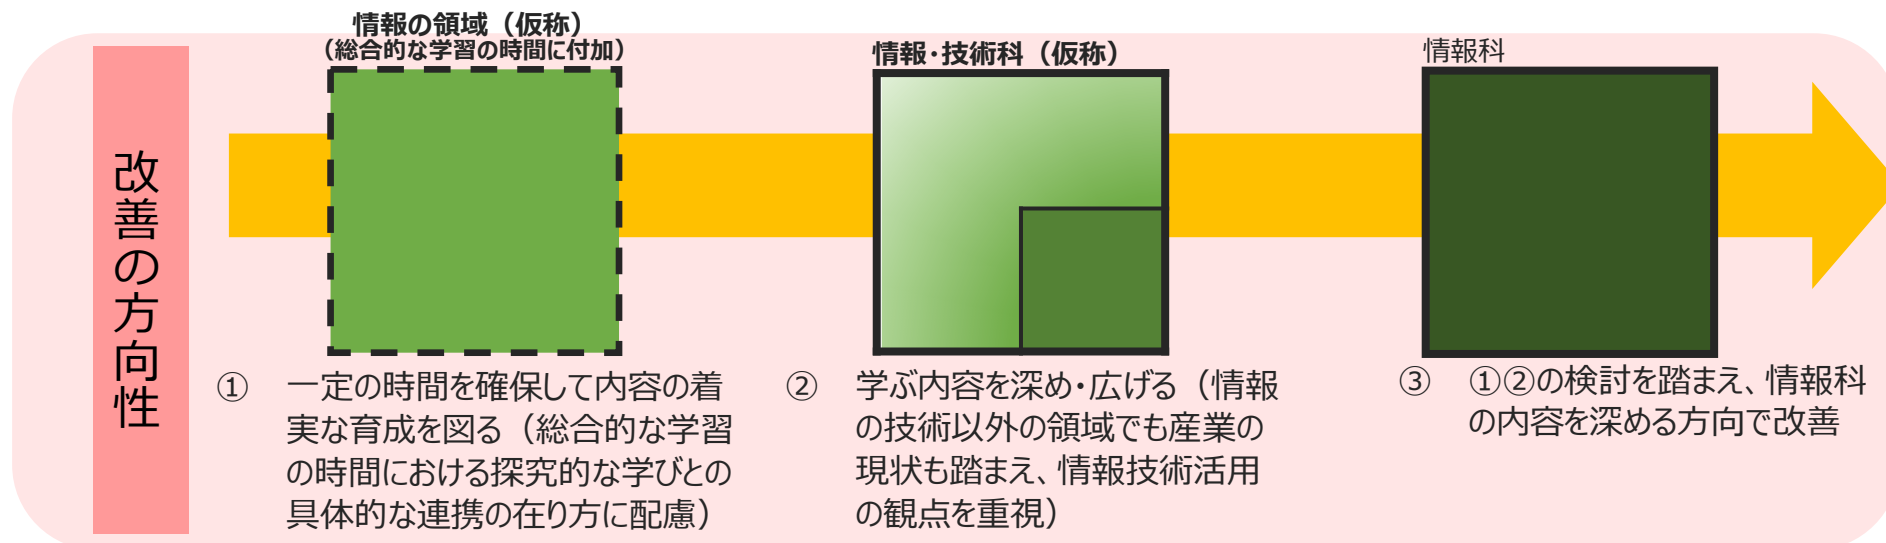 改善の方向性
情報の領域（仮称）
（総合的な学習の時間に付加）
① 一定の時間を確保して内容の着
実な育成を図る（総合的な学習
の時間における探究的な学びとの
具体的な連携の在り方に配慮）
情報・技術科（仮称）
② 学ぶ内容を深め・広げる（情報
の技術以外の領域でも産業の
現状も踏まえ、情報技術活用
の観点を重視）
情報科
③ ①②の検討を踏まえ、情報科
の内容を深める方向で改善